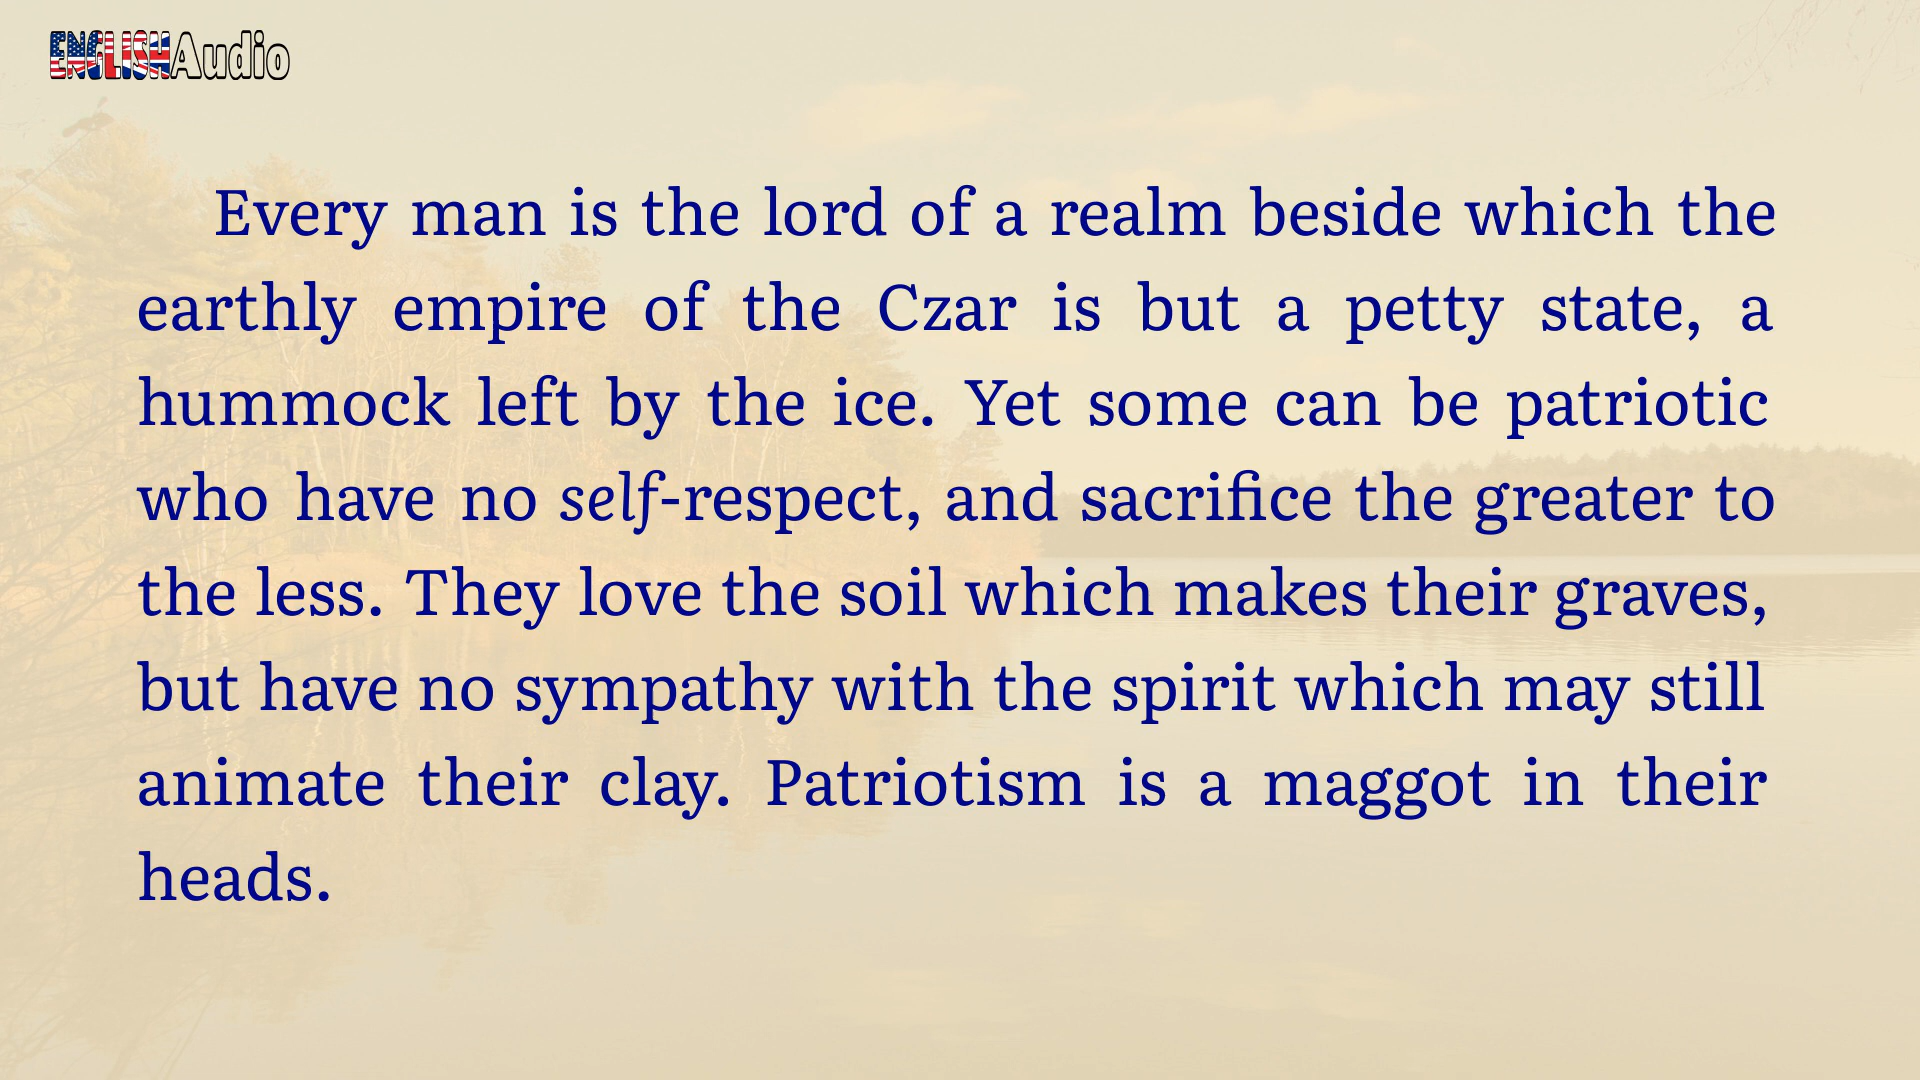 ENGLISHAudio
Every man is the lord of a realm beside which the
earthly empire of the Czar is but a petty state, a
hummock left by the ice. Yet some can be patriotic
who have no self-respect, and sacrifice the greater to
the less. They love the soil which makes their graves,
but have no sympathy with the spirit which may still
animate their clay. Patriotism is a maggot in their
heads.